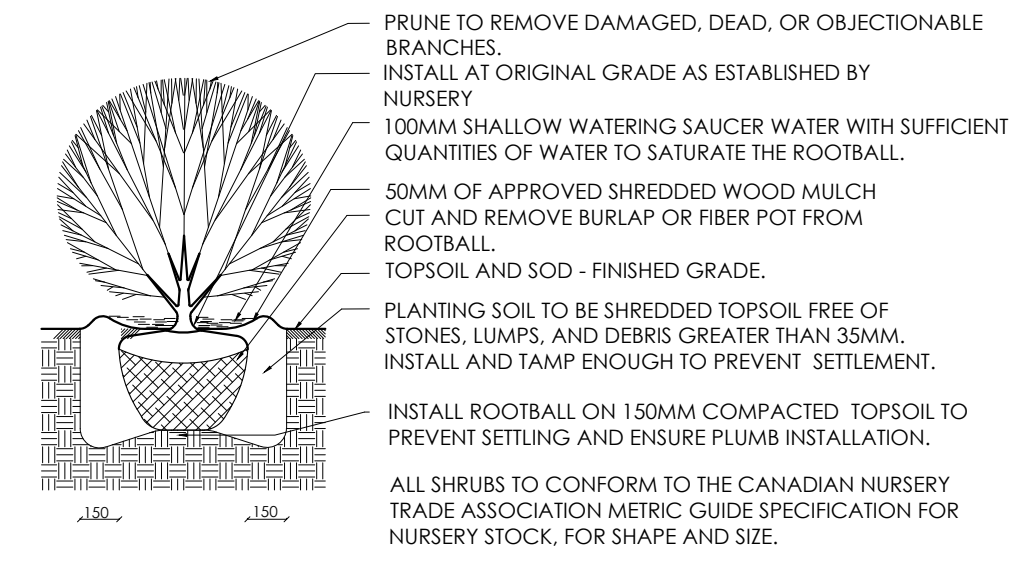 PRUNE TO REMOVE DAMAGED, DEAD, OR OBJECTIONABLE
BRANCHES.
INSTALL AT ORIGINAL GRADE AS ESTABLISHED BY
NURSERY
100MM SHALLOW WATERING SAUCER WATER WITH SUFFICIENT
QUANTITIES OF WATER TO SATURATE THE ROOTBALL.
50MM OF APPROVED SHREDDED WOOD MULCH
CUT AND REMOVE BURLAP OR FIBER POT FROM
ROOTBALL.
TOPSOIL AND SOD - FINISHED GRADE.
PLANTING SOIL TO BE SHREDDED TOPSOIL FREE OF
STONES, LUMPS, AND DEBRIS GREATER THAN 35MM.
INSTALL AND TAMP ENOUGH TO PREVENT SETTLEMENT.
INSTALL ROOTBALL ON 150MM COMPACTED TOPSOIL TO
PREVENT SETTLING AND ENSURE PLUMB INSTALLATION.
ALL SHRUBS TO CONFORM TO THE CANADIAN NURSERY
TRADE ASSOCIATION METRIC GUIDE SPECIFICATION FOR
NURSERY STOCK, FOR SHAPE AND SIZE.
150 150